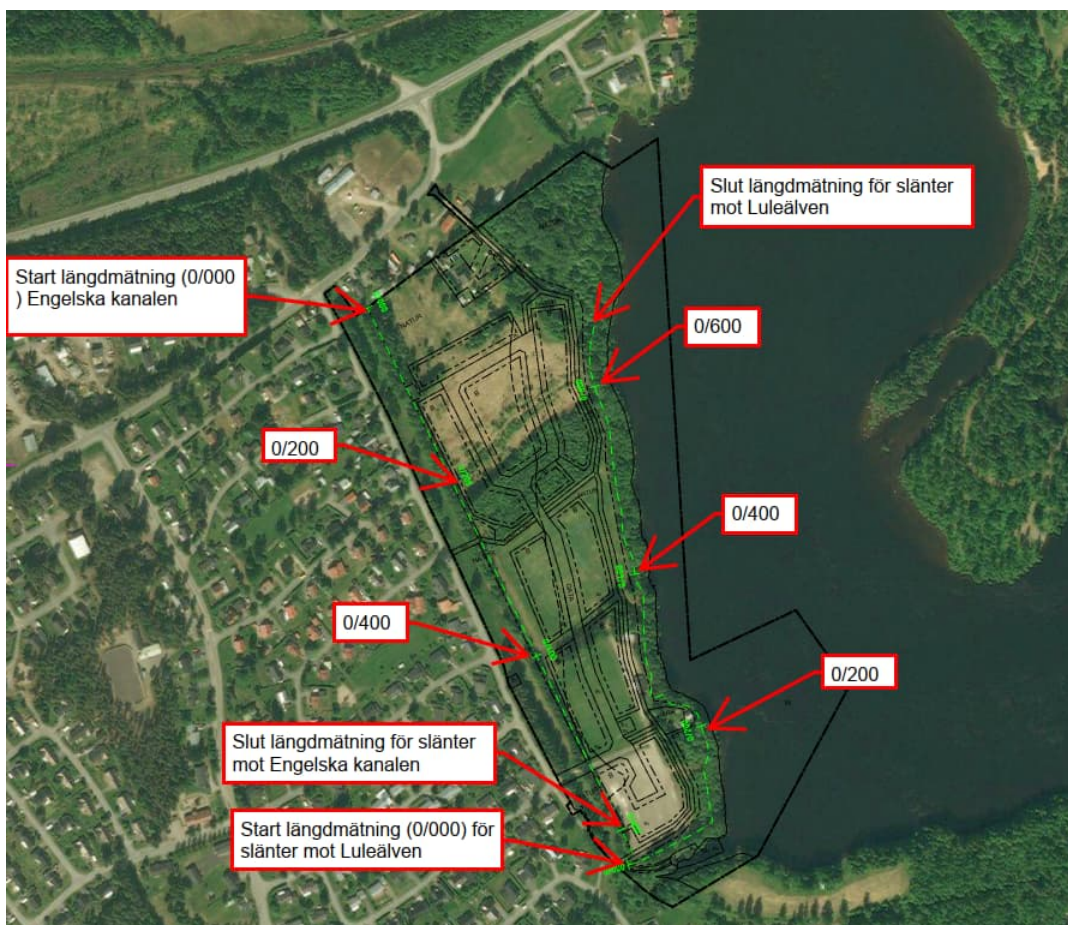 Slut längdmätning för slänter
mot Luleälven
Start längdmätning (0/000
) Engelska kanalen
0/600
0/200
0/400
0/400
0/200
Slut längdmätning för slänter
mot Engelska kanalen
Start längdmätning (0/000) för
slänter mot Luleälven
NATUR